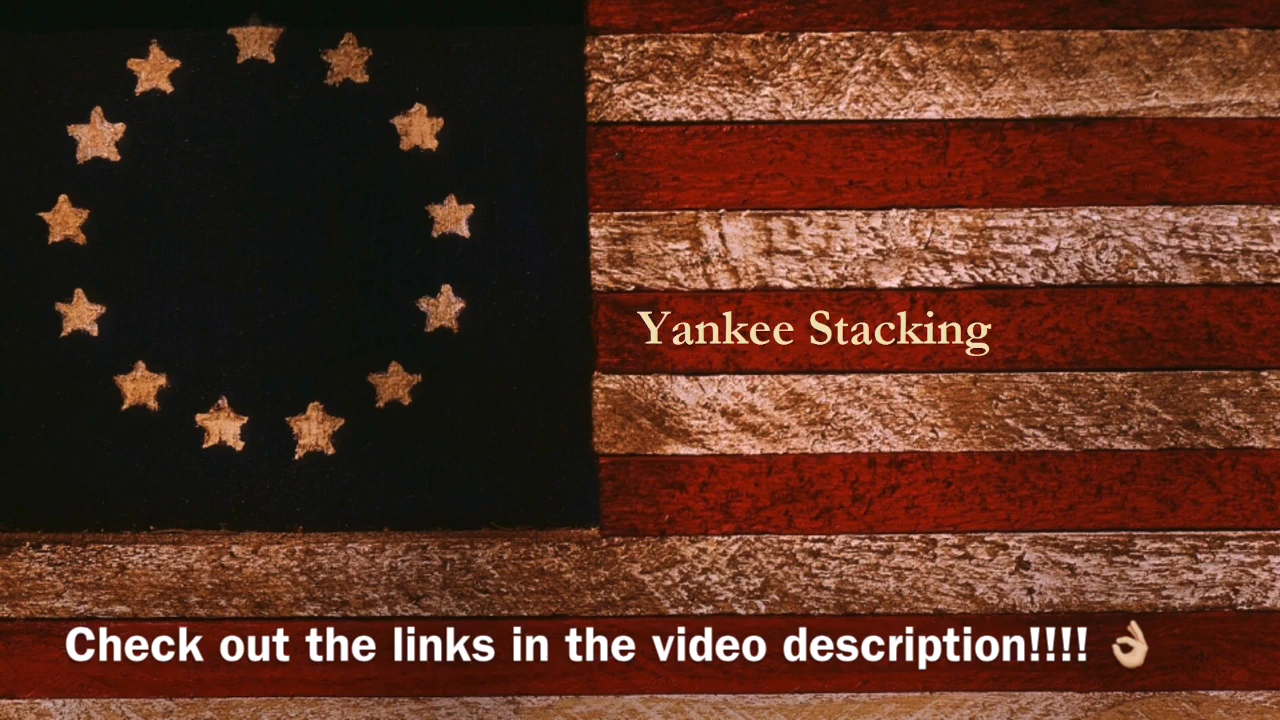 Yankee Stacking
Check out the links in the video description!!!! 👌🏼